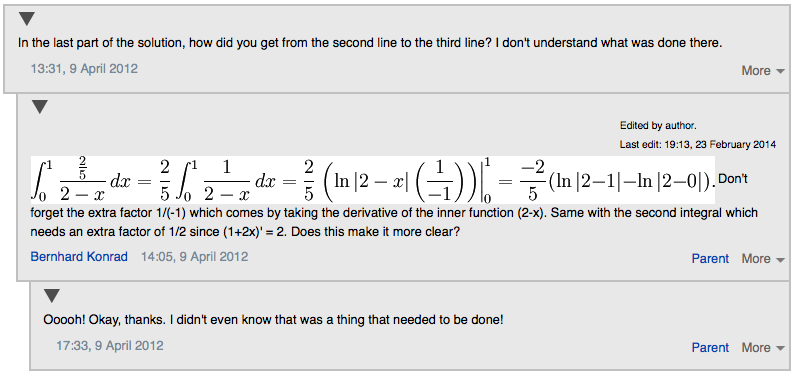 In the last part of the solution, how did you get from the second line to the third line? I don't understand what was done there.
13:31, 9 April 2012
More
Edited by author.
Last edit: 19:13, 23 February 2014
$\int_0^1 \frac{\frac{2}{5}}{2-x} dx = \frac{2}{5} \int_0^1 \frac{1}{2-x} dx = \frac{2}{5} \left( \ln|2-x| \left( \frac{1}{-1} \right) \right) \Big|_0^1 = \frac{-2}{5} (\ln|2-1| - \ln|2-0|).$ Don't
forget the extra factor 1/(-1) which comes by taking the derivative of the inner function (2-x). Same with the second integral which
needs an extra factor of 1/2 since (1+2x)' = 2. Does this make it more clear?
Bernhard Konrad 14:05, 9 April 2012
Parent More
Ooooh! Okay, thanks. I didn't even know that was a thing that needed to be done!
17:33, 9 April 2012
Parent More